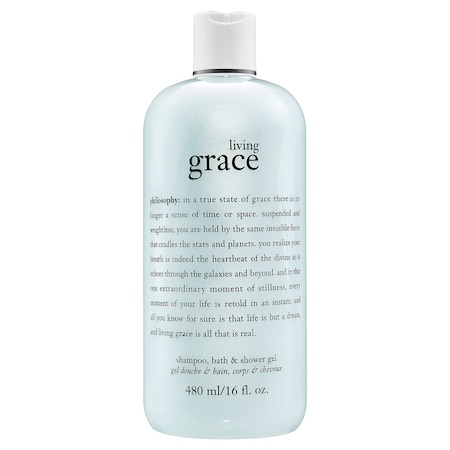 living
grace
philosophy: in a true state of grace there is no
longer a sense of time or space. suspended and
weightless, you are held by the same invisible force
that cradles the stars and planets. you realize your
breath is indeed the heartbeat of the divine as it
echoes through the galaxies and beyond. and in that
one extraordinary moment of stillness, every
moment of your life is retold in an instant. and
all you know for sure is that life is but a dream,
and living grace is all that is real.
shampoo, bath & shower gel
gel douche & bain, corps & cheveux
480 ml/16 fl. oz.